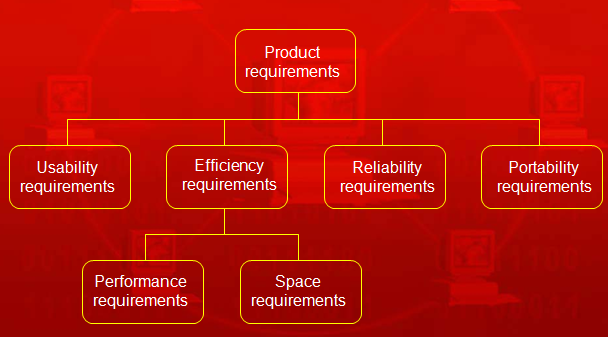 Product
requirements
Usability
requirements
Efficiency
requirements
Reliability
requirements
Portability
requirements
Performance
requirements
Space
requirements